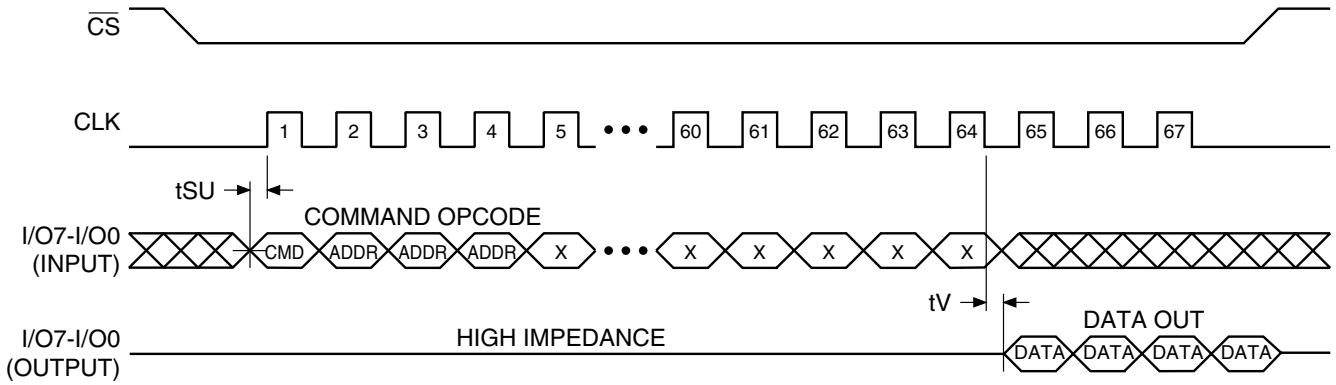 CS
CLK
1 2 3 4 5 ••• 60 61 62 63 64 65 66 67
tSU
COMMAND OPCODE
I/O7-I/O0
(INPUT)
CMD ADDR ADDR ADDR X ••• X X X X X
tV
I/O7-I/O0
(OUTPUT)
HIGH IMPEDANCE
DATA OUT
DATA DATA DATA DATA